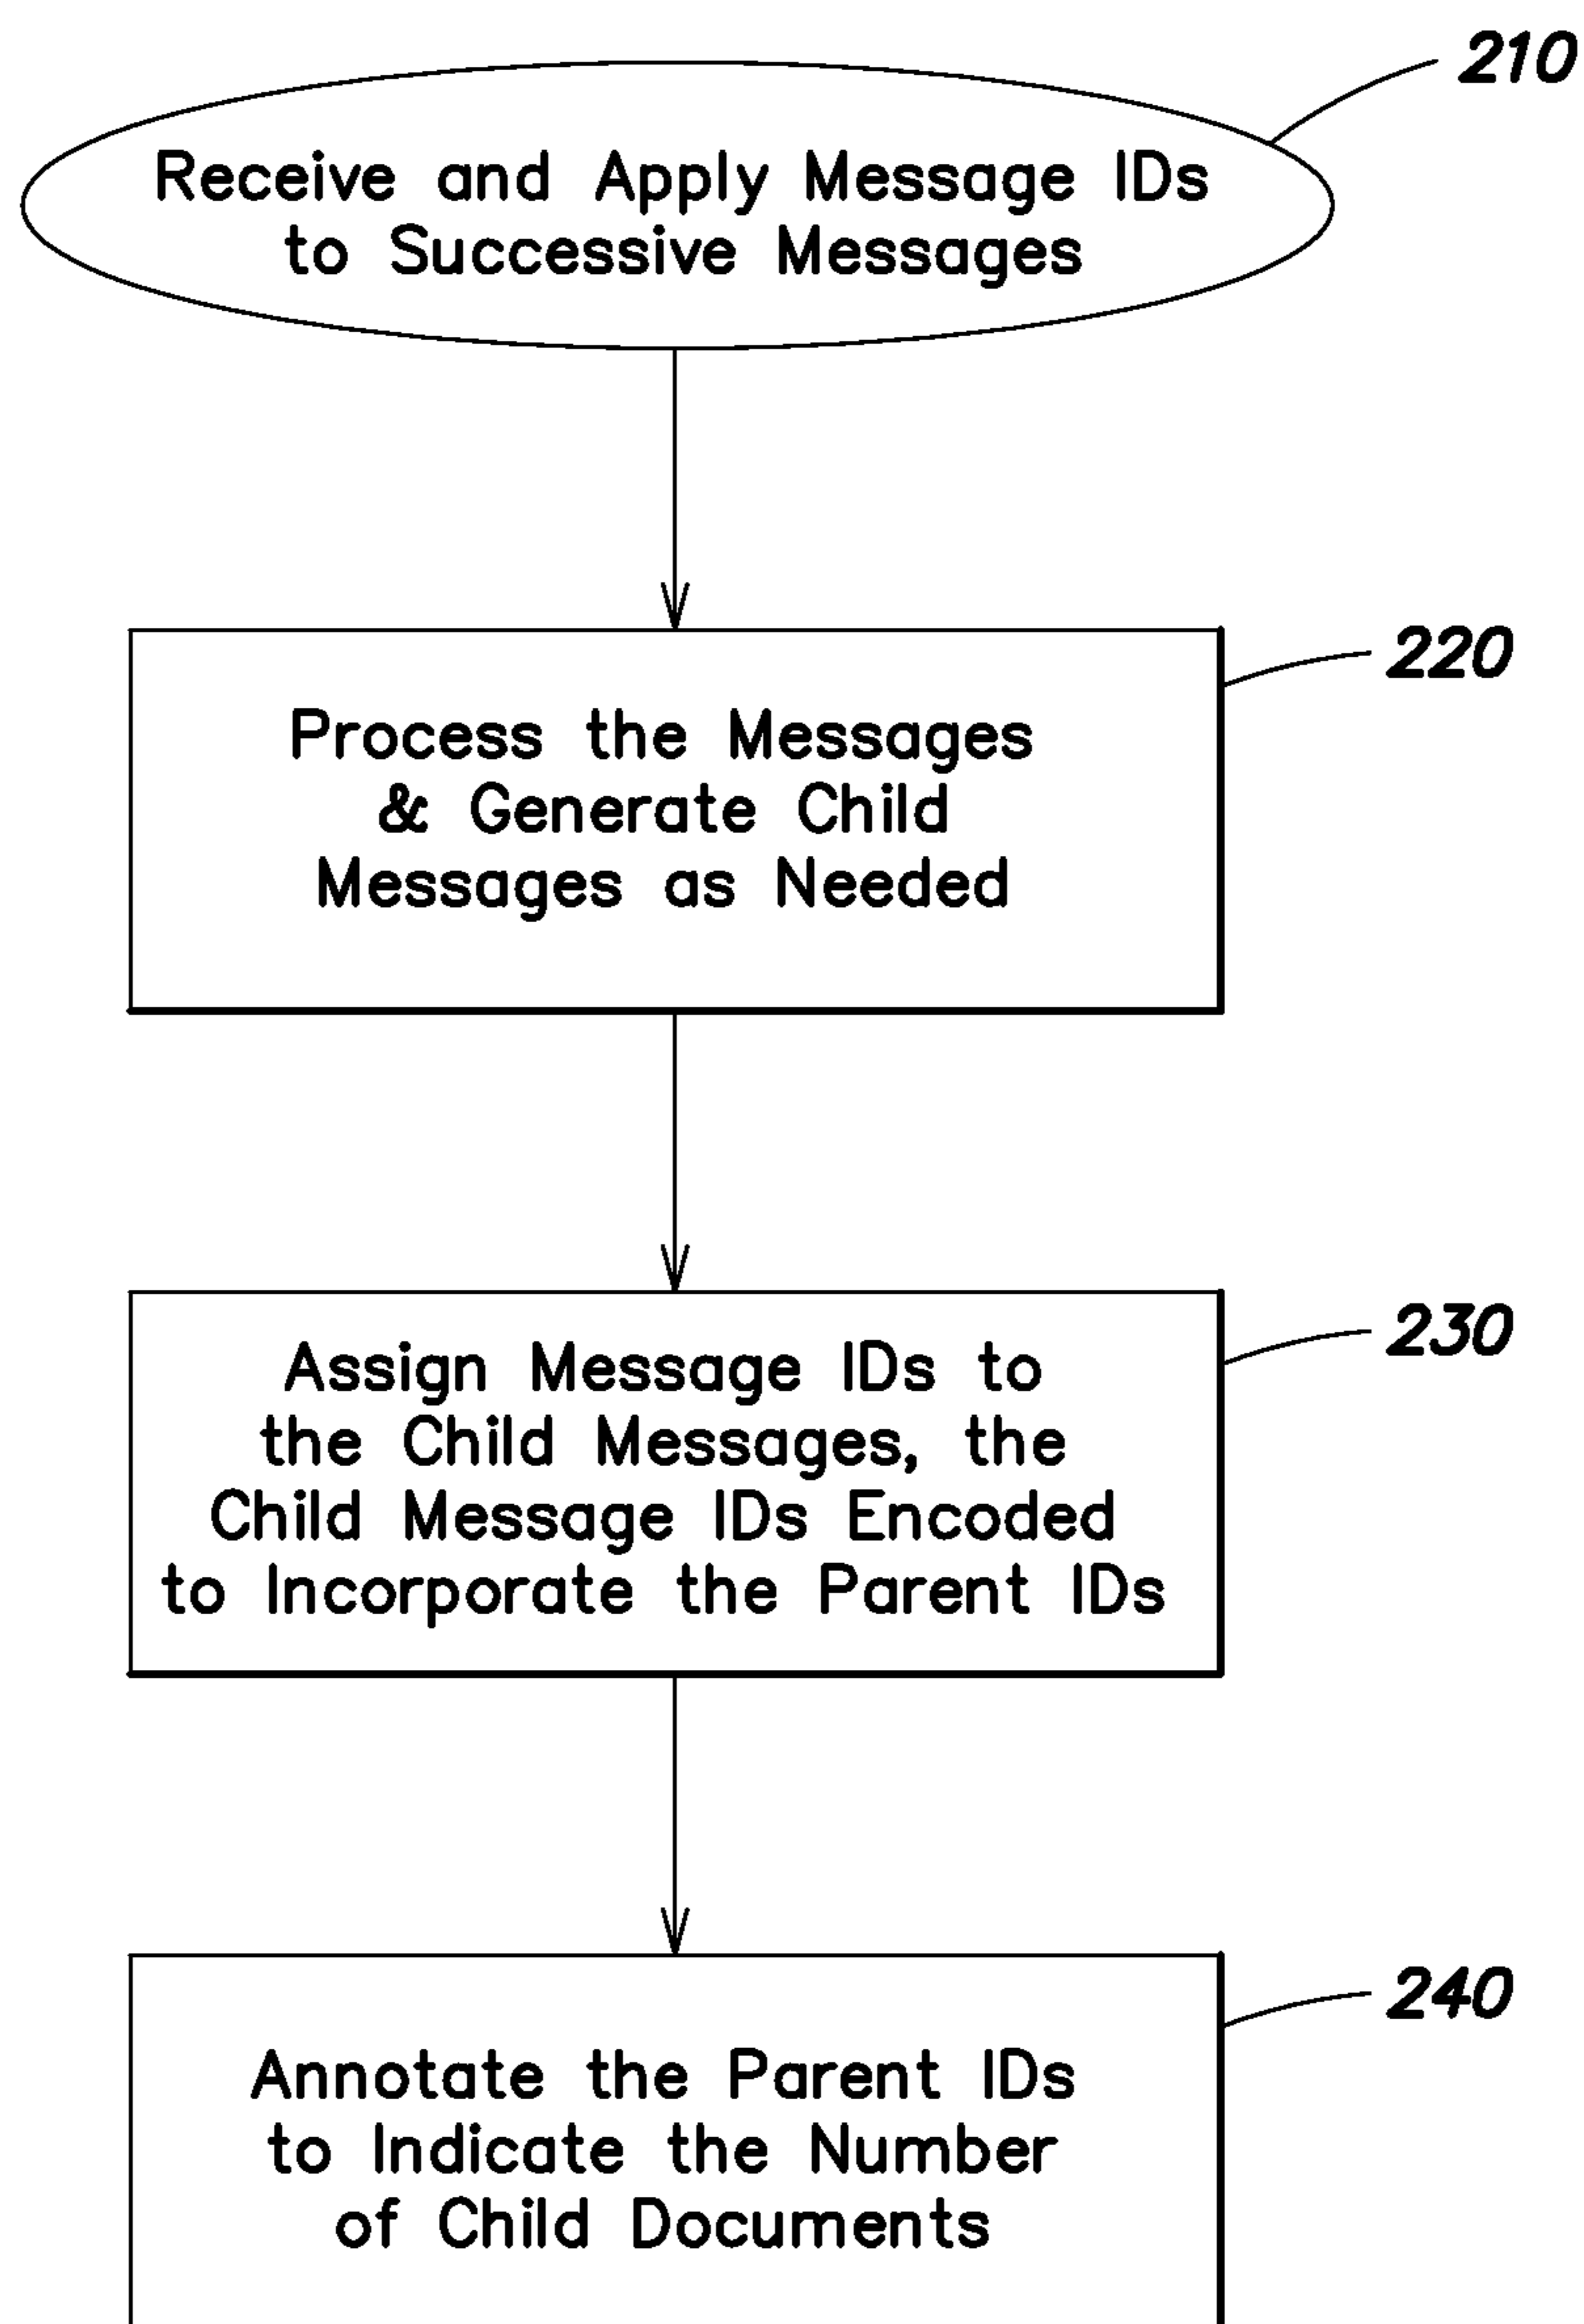 210
Receive and Apply Message IDs
to Successive Messages
220
Process the Messages
& Generate Child
Messages as Needed
230
Assign Message IDs to
the Child Messages, the
Child Message IDs Encoded
to Incorporate the Parent IDs
240
Annotate the Parent IDs
to Indicate the Number
of Child Documents